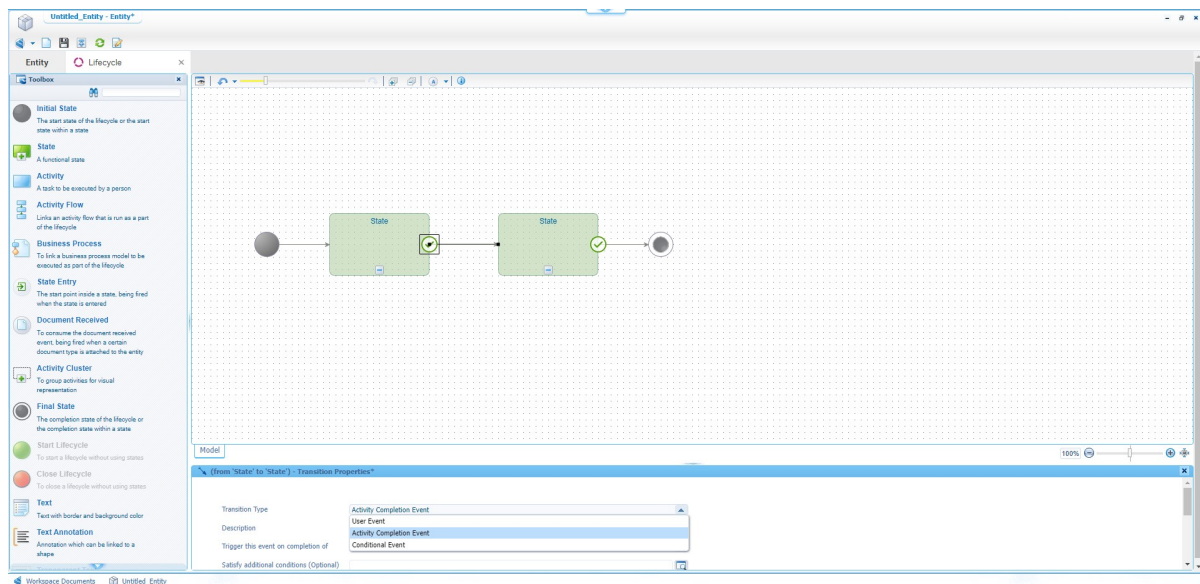 Untitled_Entity - Entity*
Entity
Lifecycle
Toolbox
Initial State
The start state of the lifecycle or the start
state within a state
State
A functional state
Activity
A task to be executed by a person
Activity Flow
Links an activity flow that is run as a part
of the lifecycle
Business Process
To link a business process model to be
executed as part of the lifecycle
State Entry
The start point inside a state, being fired
when the state is entered
Document Received
To consume the document received
event, being fired when a certain
document type is attached to the entity
Activity Cluster
To group activities for visual
representation
Final State
The completion state of the lifecycle or
the completion state within a state
Start Lifecycle
To start a lifecycle without using states
Close Lifecycle
To close a lifecycle without using states
Text
Text with border and background color
Text Annotation
Annotation which can be linked to a
shape
State
State
Model
100%
(from 'State' to 'State') - Transition Properties*
Transition Type
Activity Completion Event
User Event
Description
Activity Completion Event
Trigger this event on completion of
Conditional Event
Satisfy additional conditions (Optional)
Workspace Documents
Untitled_Entity